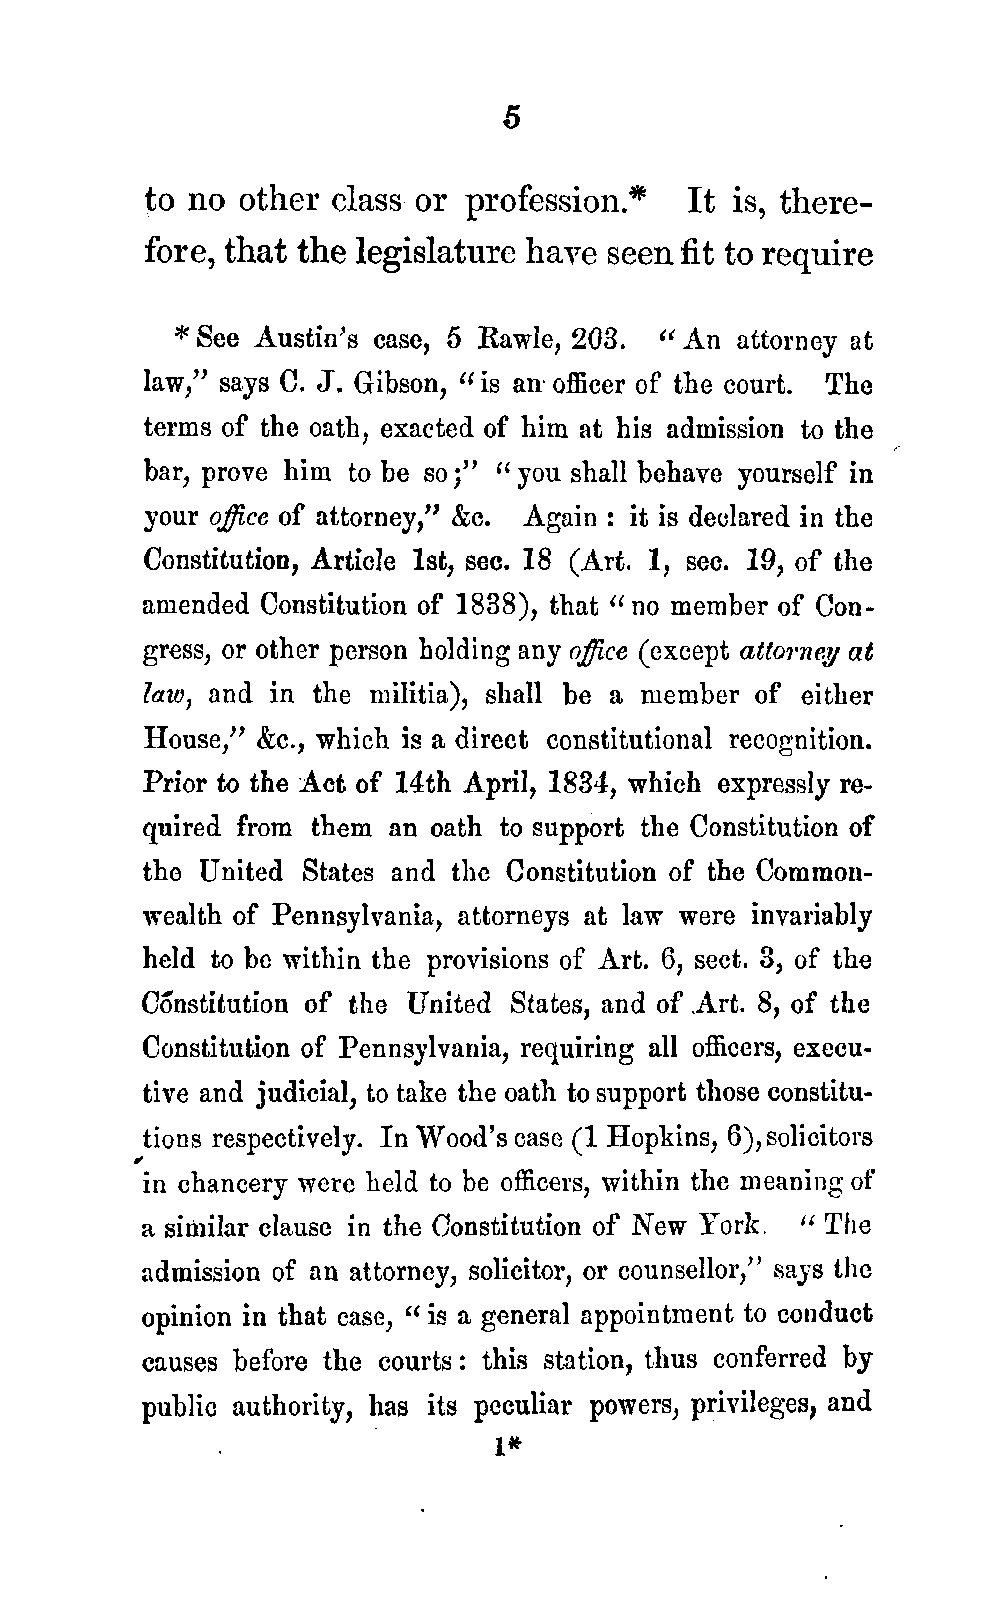 5
to no other class or profession.* It is, there-
fore, that the legislature have seen fit to require
* See Austin's case, 5 Rawle, 203. "An attorney at
law," says C. J. Gibson, "is an officer of the court. The
terms of the oath, exacted of him at his admission to the
bar, prove him to be so;" "you shall behave yourself in
your office of attorney," &c. Again : it is declared in the
Constitution, Article 1st, sec. 18 (Art. 1, sec. 19, of the
amended Constitution of 1838), that "no member of Con-
gress, or other person holding any office (except attorney at
law, and in the militia), shall be a member of either
House," &c., which is a direct constitutional recognition.
Prior to the Act of 14th April, 1834, which expressly re-
quired from them an oath to support the Constitution of
the United States and the Constitution of the Common-
wealth of Pennsylvania, attorneys at law were invariably
held to be within the provisions of Art. 6, sect. 3, of the
Constitution of the United States, and of Art. 8, of the
Constitution of Pennsylvania, requiring all officers, execu-
tive and judicial, to take the oath to support those constitu-
tions respectively. In Wood's case (1 Hopkins, 6), solicitors
in chancery were held to be officers, within the meaning of
a similar clause in the Constitution of New York. "The
admission of an attorney, solicitor, or counsellor," says the
opinion in that case, "is a general appointment to conduct
causes before the courts: this station, thus conferred by
public authority, has its peculiar powers, privileges, and
1*